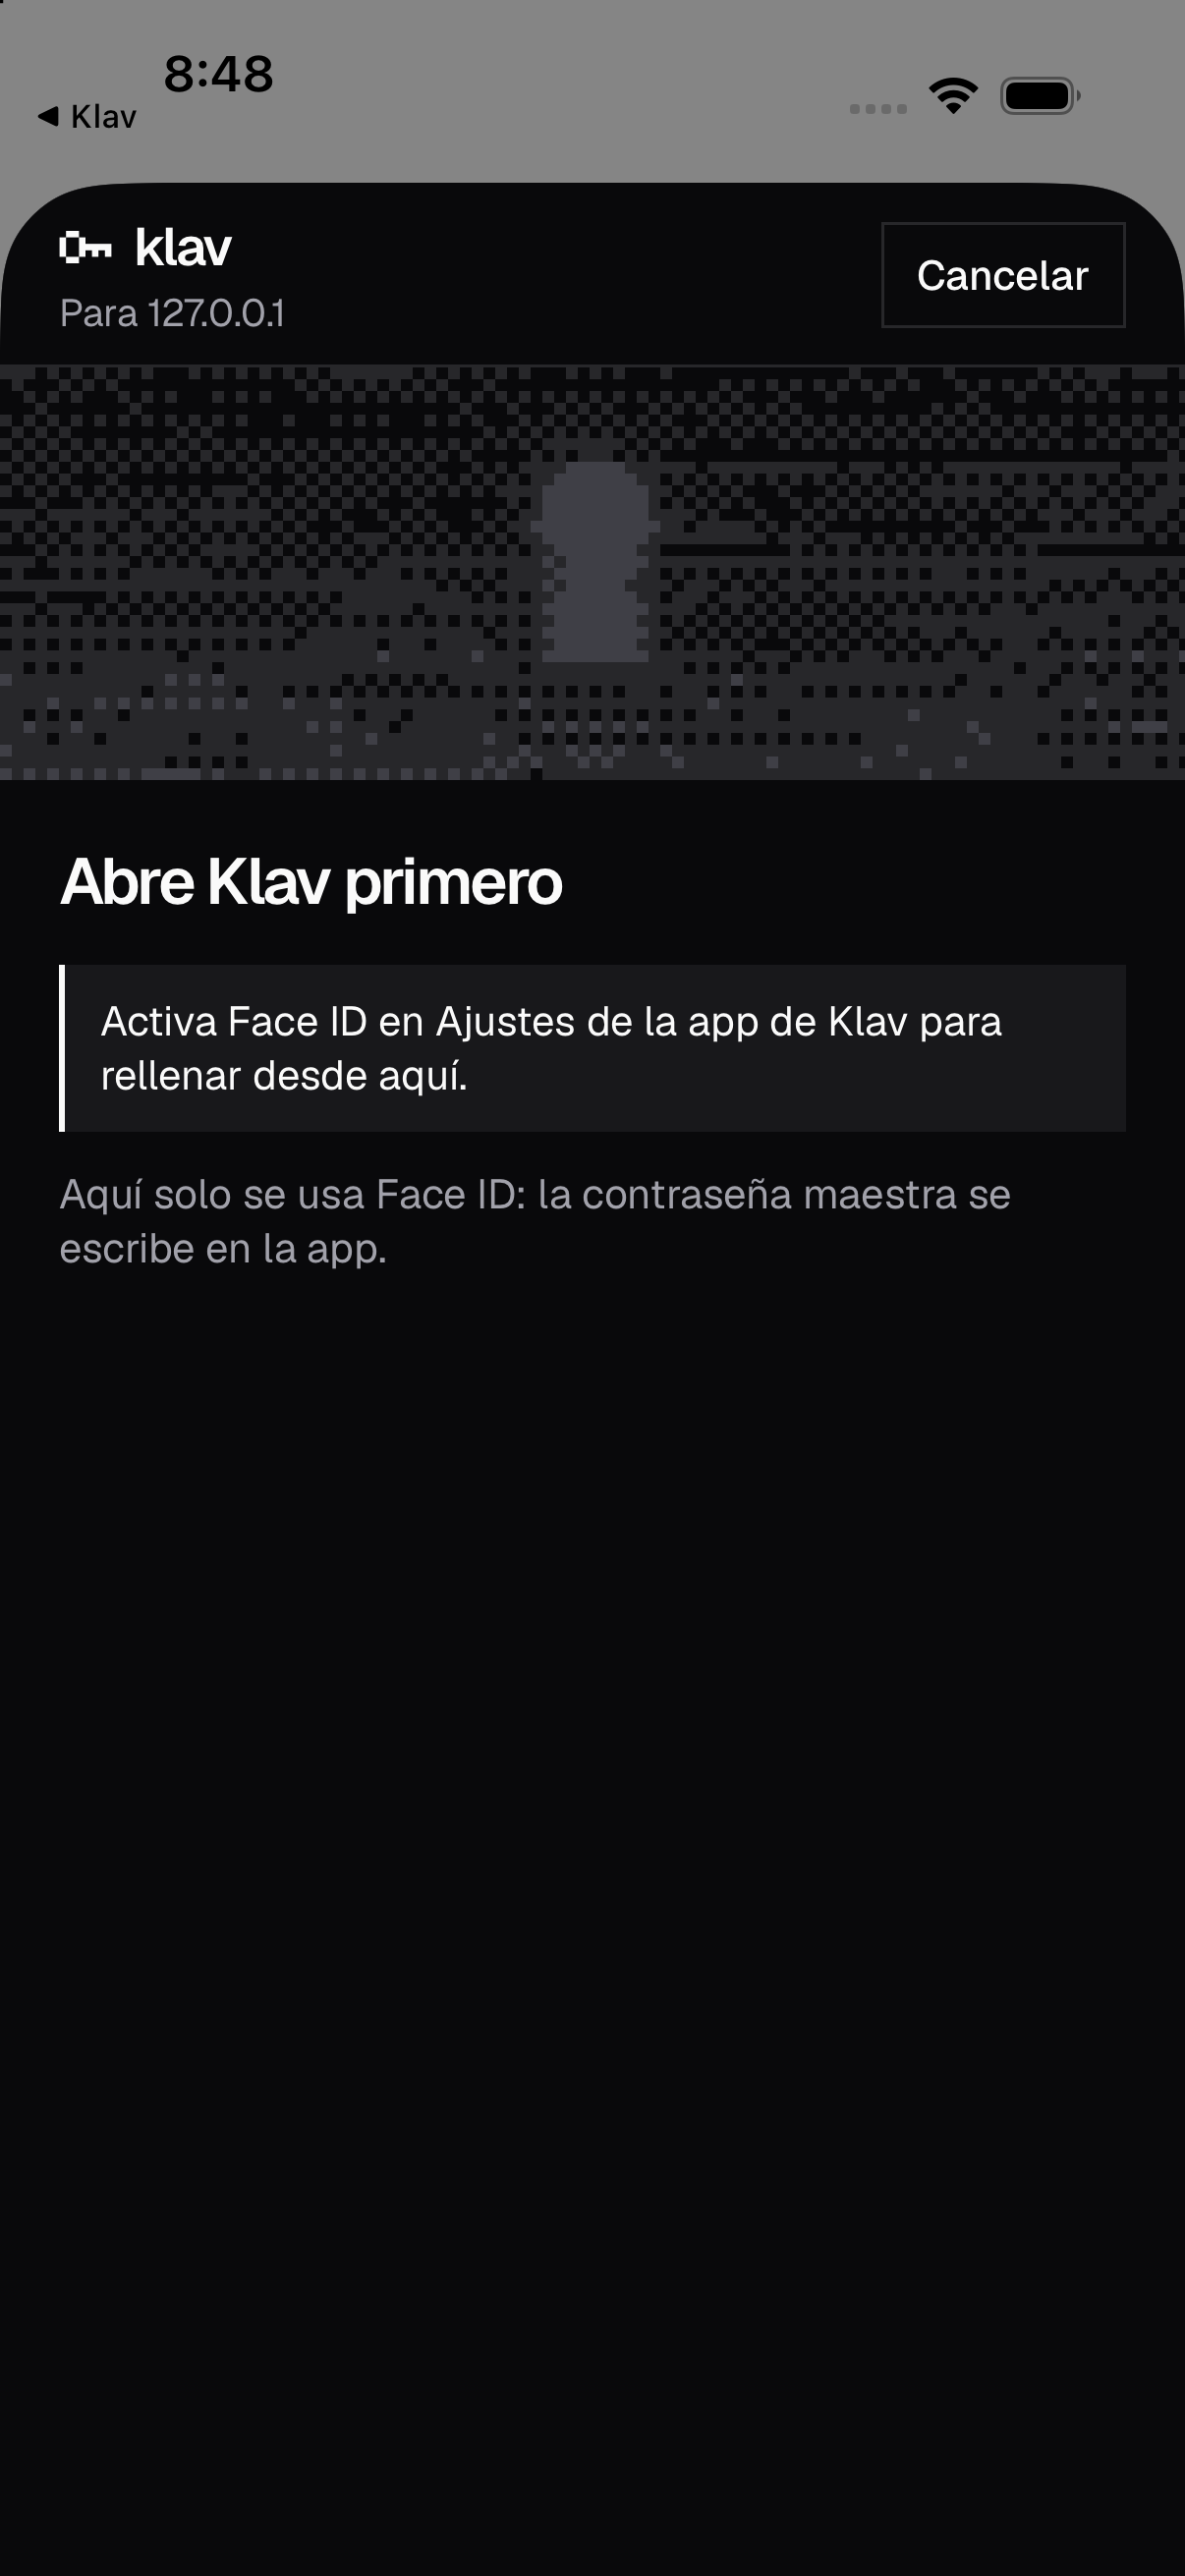 8:48
◀ Klav
klav
Para 127.0.0.1
Cancelar
Abre Klav primero
Activa Face ID en Ajustes de la app de Klav para
rellenar desde aquí.
Aquí solo se usa Face ID: la contraseña maestra se
escribe en la app.